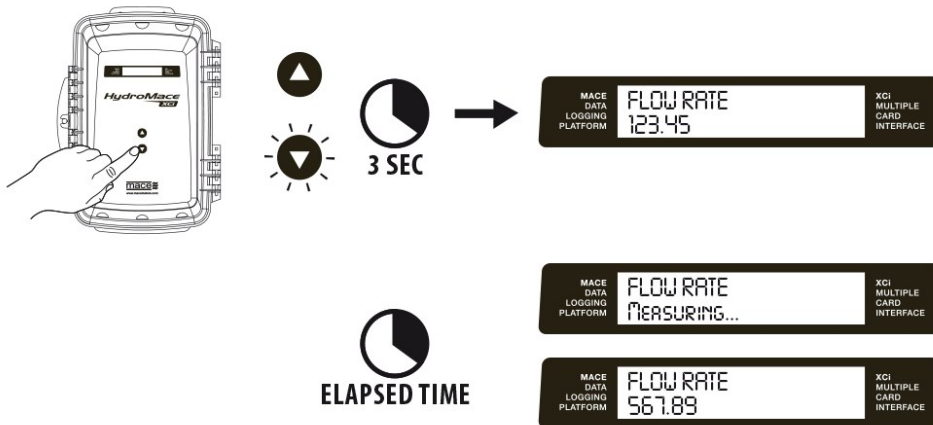 HydroMace
XCi
mace
3 SEC
MACE
DATA
LOGGING
PLATFORM
FLOW RATE
123.45
XCi
MULTIPLE
CARD
INTERFACE
MACE
DATA
LOGGING
PLATFORM
FLOW RATE
MEASURING...
XCi
MULTIPLE
CARD
INTERFACE
ELAPSED TIME
MACE
DATA
LOGGING
PLATFORM
FLOW RATE
567.89
XCi
MULTIPLE
CARD
INTERFACE